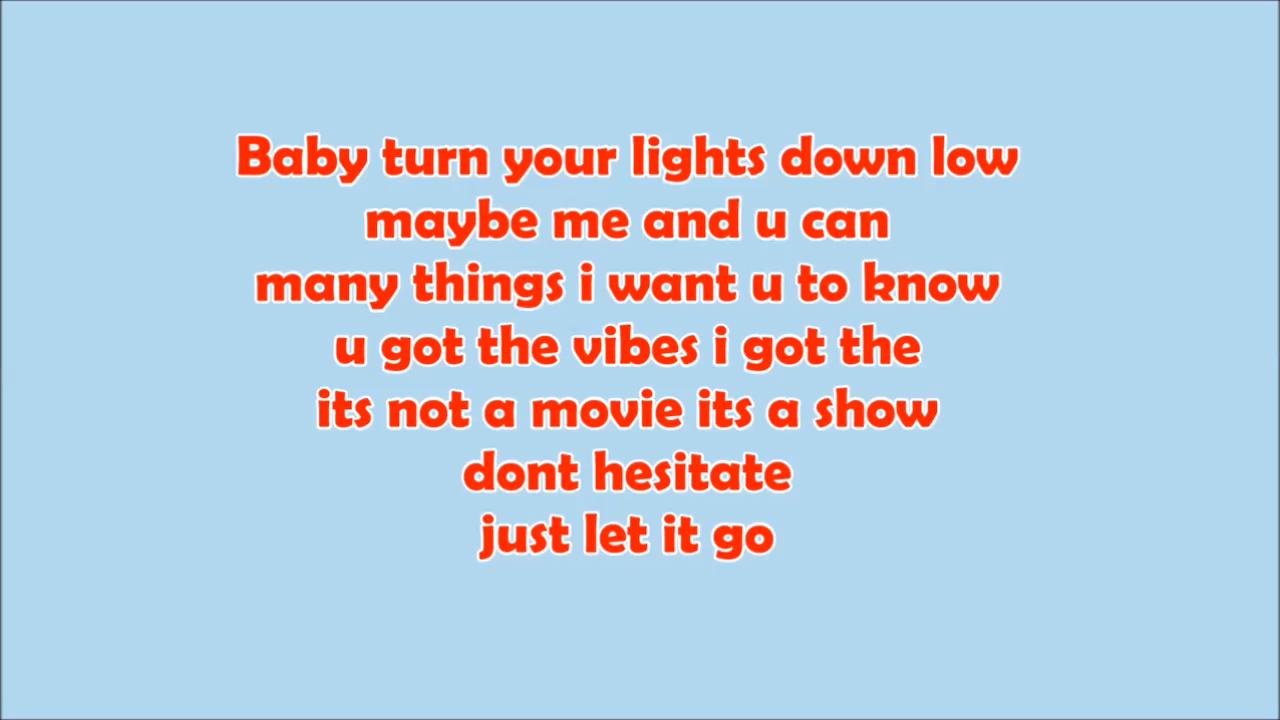 Baby turn your lights down low
maybe me and u can
many things i want u to know
u got the vibes i got the
its not a movie its a show
dont hesitate
just let it go